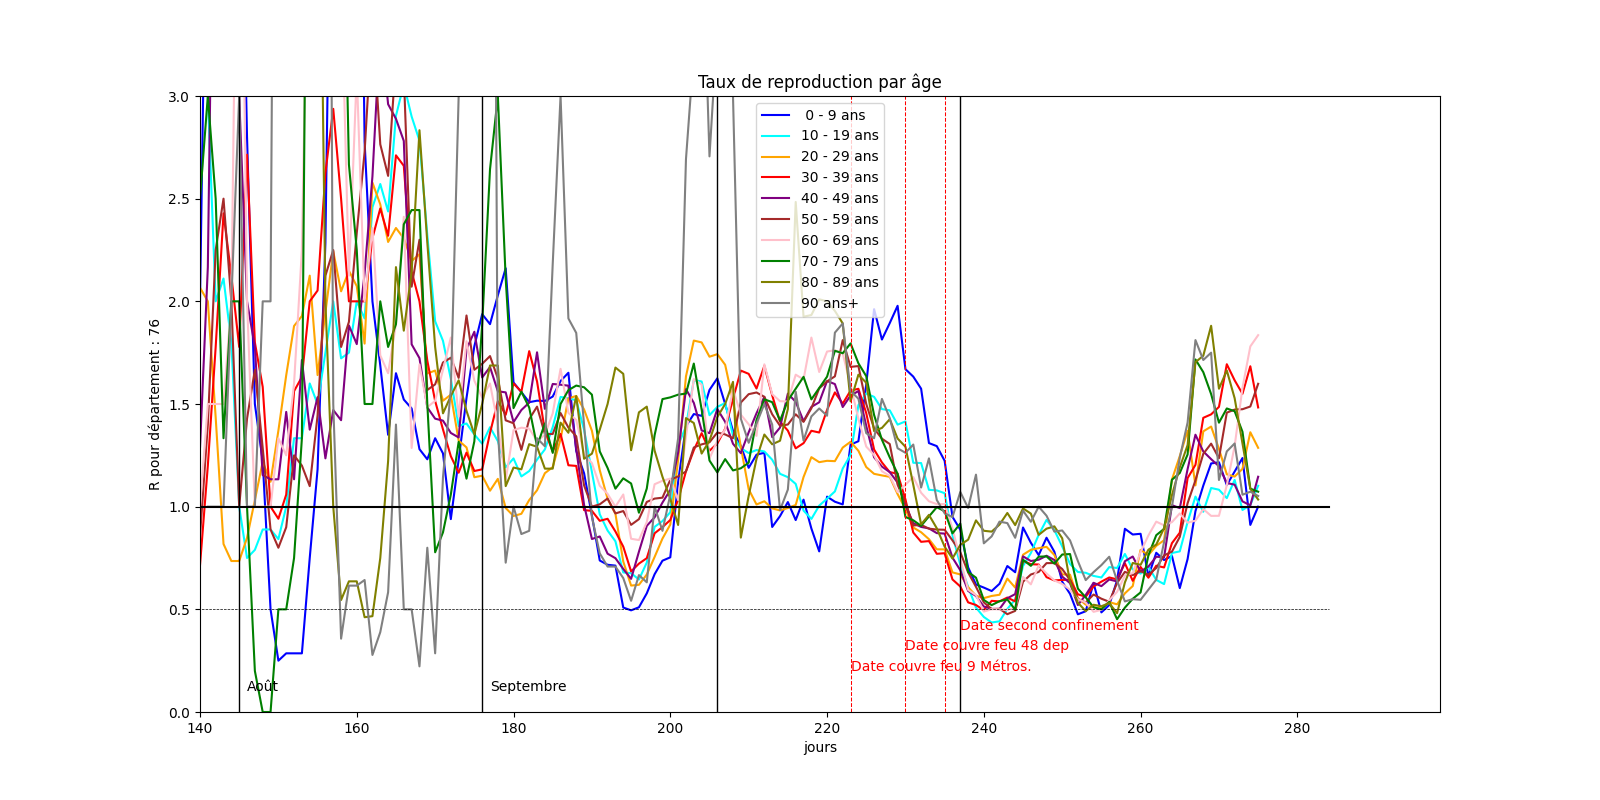 Taux de reproduction par âge
3.0
2.5
2.0
1.5
1.0
0.5
0.0
R pour département : 76
0 - 9 ans
10 - 19 ans
20 - 29 ans
30 - 39 ans
40 - 49 ans
50 - 59 ans
60 - 69 ans
70 - 79 ans
80 - 89 ans
90 ans+
Date second confinement
Date couvre feu 48 dep
Date couvre feu 9 Métros.
Août
Septembre
140
160
180
200
220
240
260
280
jours